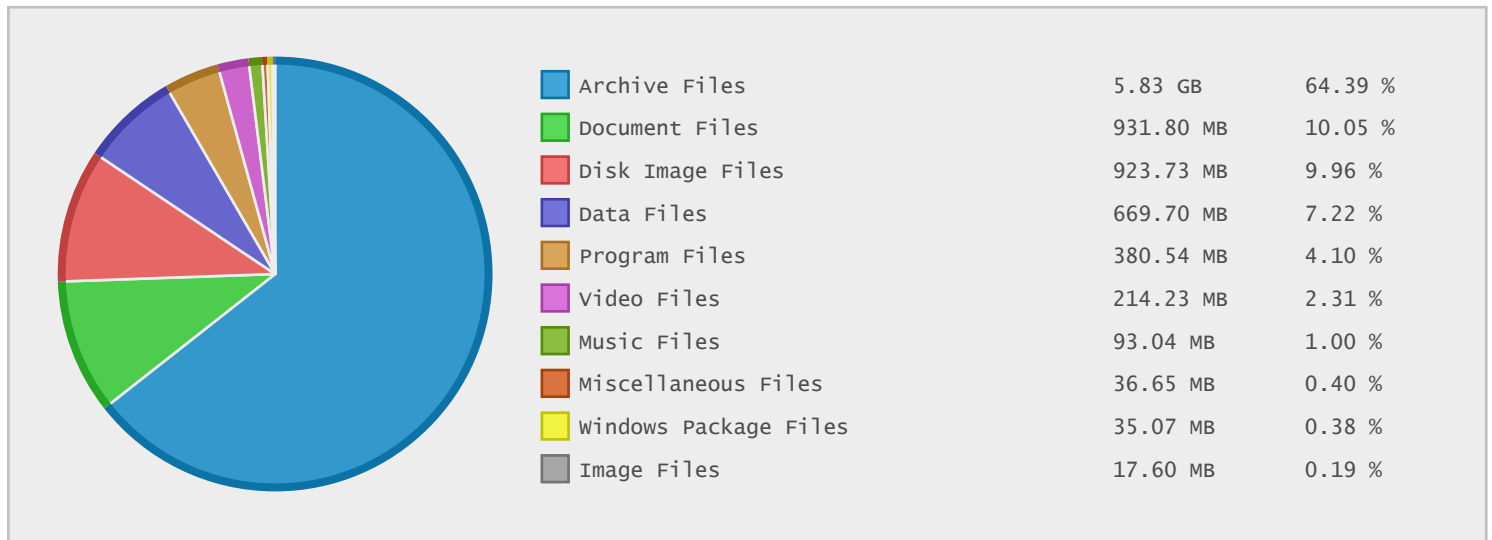 Archive Files 5.83 GB 64.39 %
Document Files 931.80 MB 10.05 %
Disk Image Files 923.73 MB 9.96 %
Data Files 669.70 MB 7.22 %
Program Files 380.54 MB 4.10 %
Video Files 214.23 MB 2.31 %
Music Files 93.04 MB 1.00 %
Miscellaneous Files 36.65 MB 0.40 %
Windows Package Files 35.07 MB 0.38 %
Image Files 17.60 MB 0.19 %